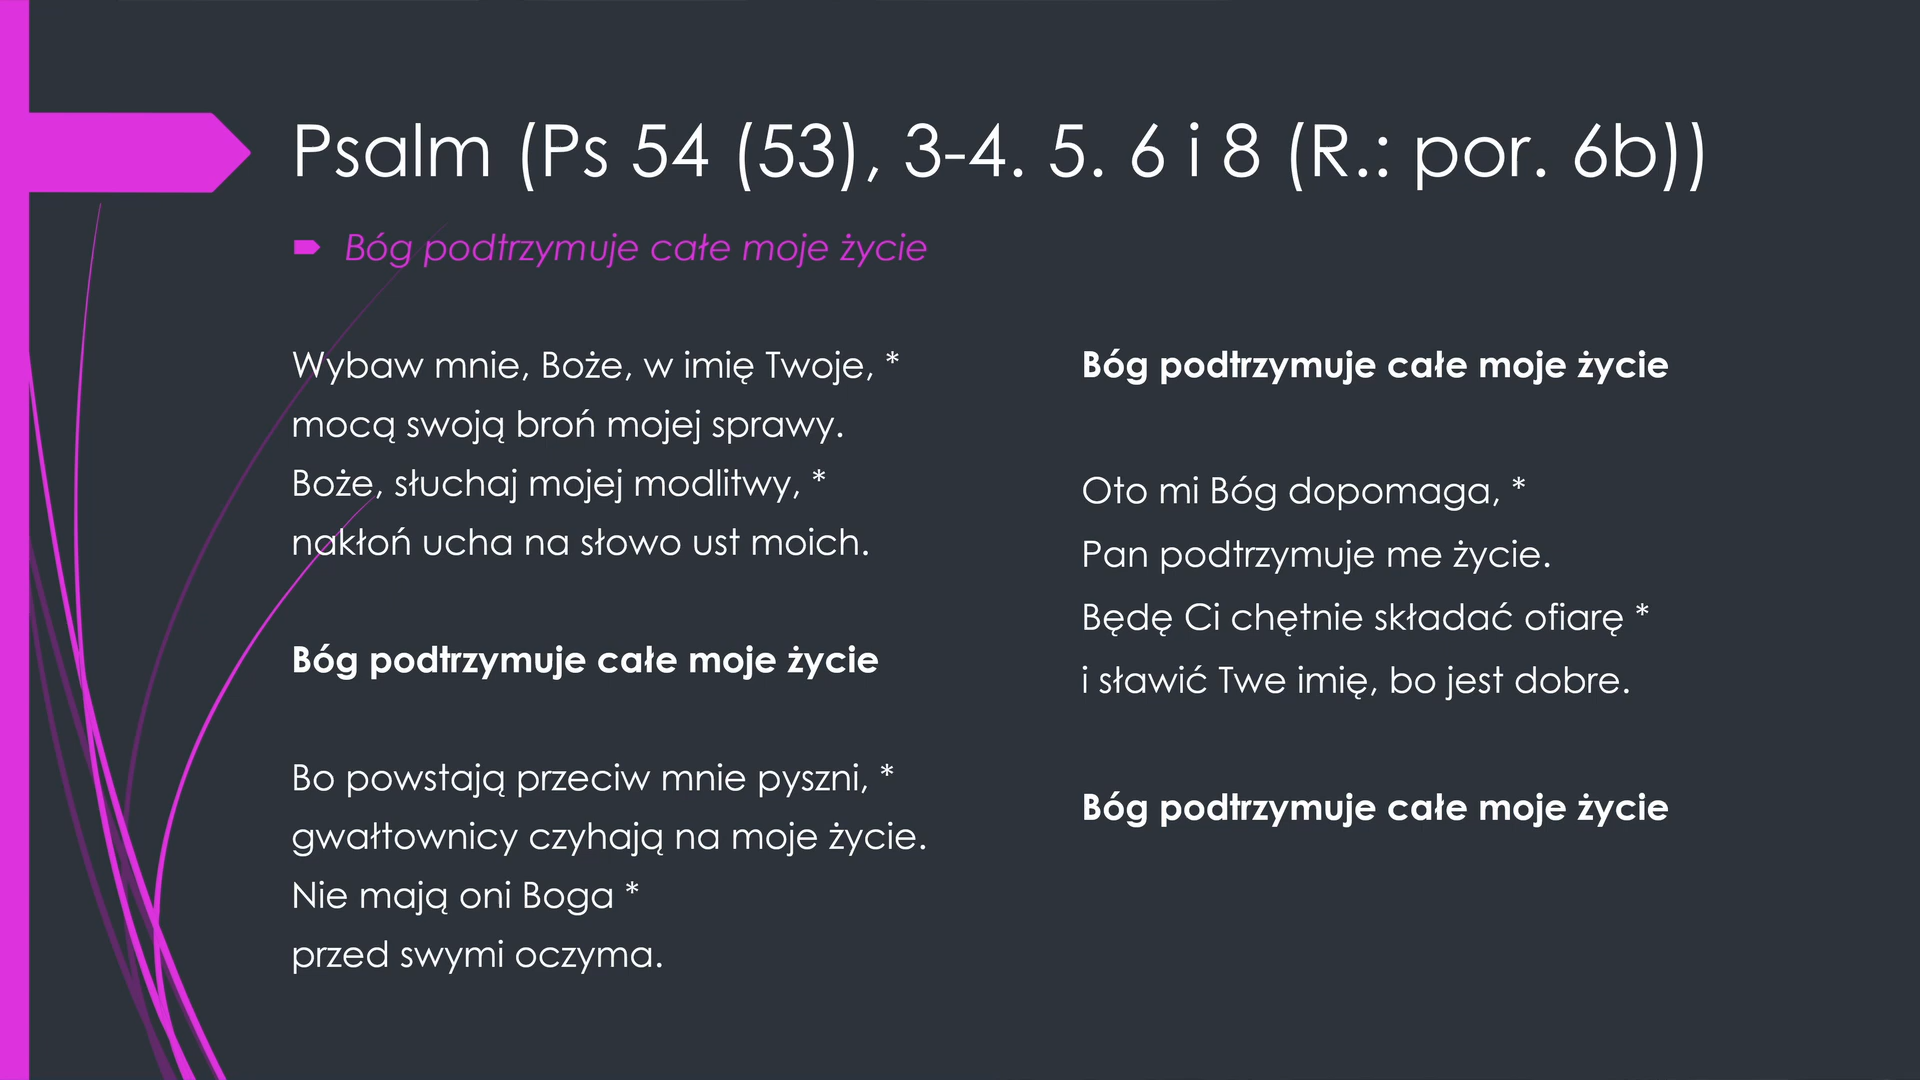 Psalm (Ps 54 (53), 3-4. 5. 6 i 8 (R.: por. 6b))
Bóg podtrzymuje całe moje życie
Wybaw mnie, Boże, w imię Twoje, *
mocą swoją broń mojej sprawy.
Boże, słuchaj mojej modlitwy, *
nakłoń ucha na słowo ust moich.
Bóg podtrzymuje całe moje życie
Bo powstają przeciw mnie pyszni, *
gwałtownicy czyhają na moje życie.
Nie mają oni Boga *
przed swymi oczyma.
Bóg podtrzymuje całe moje życie
Oto mi Bóg dopomaga, *
Pan podtrzymuje me życie.
Będę Ci chętnie składać ofiarę *
i sławić Twe imię, bo jest dobre.
Bóg podtrzymuje całe moje życie